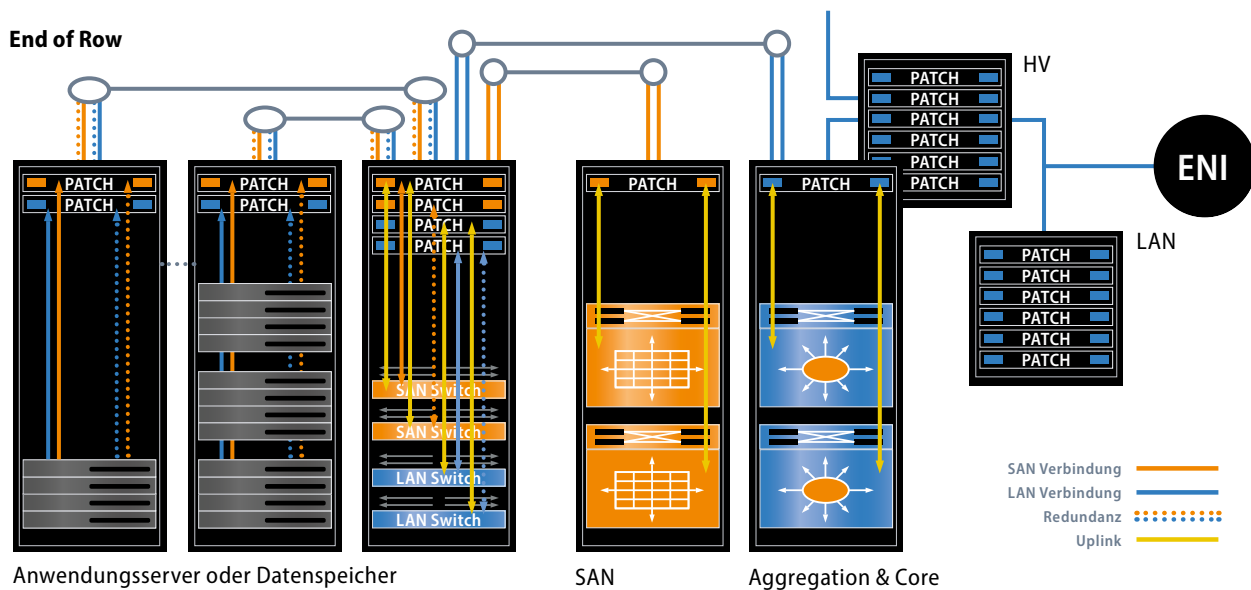 End of Row
HV
PATCH
PATCH
PATCH
PATCH
PATCH
PATCH
ENI
LAN
PATCH
PATCH
PATCH
PATCH
PATCH
PATCH
PATCH
PATCH
PATCH
PATCH
PATCH
PATCH
PATCH
PATCH
SAN Switch
SAN Switch
LAN Switch
LAN Switch
PATCH
PATCH
SAN Verbindung
LAN Verbindung
Redundanz
Uplink
Anwendungsserver oder Datenspeicher
SAN
Aggregation & Core